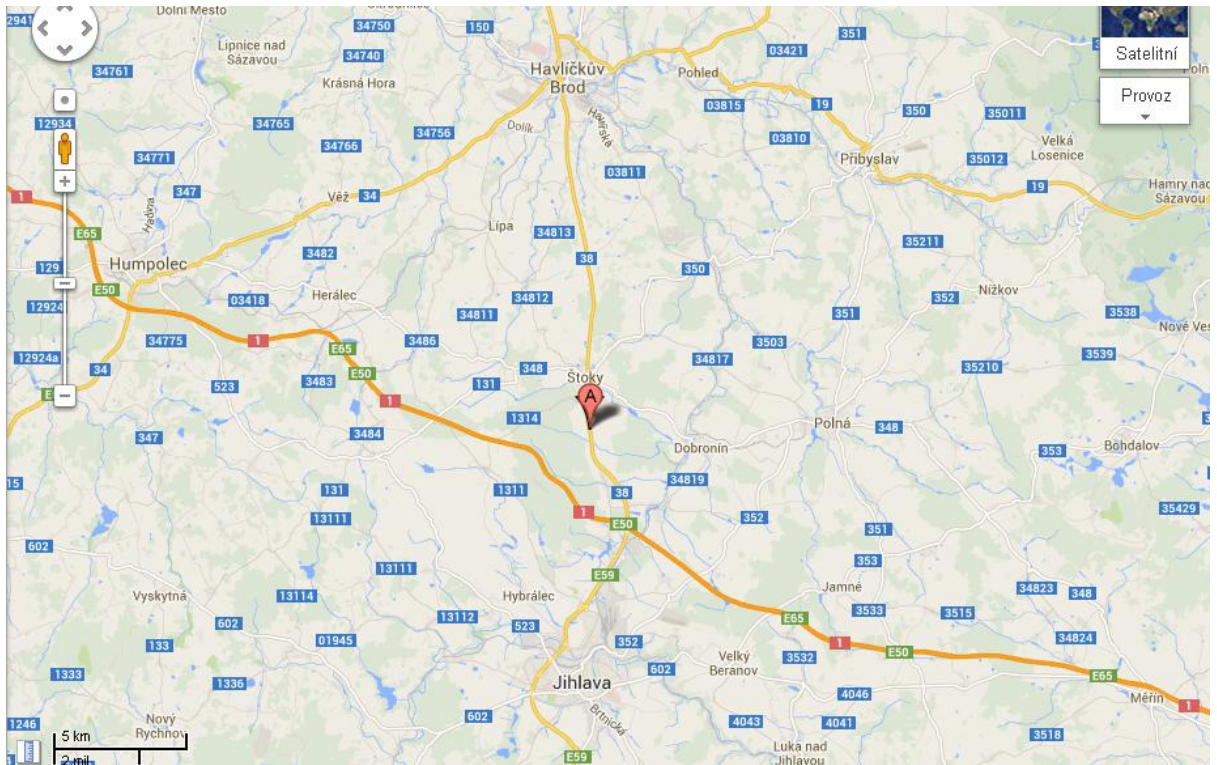 2941
Dolní Město
34750
150
351
Satelitní
34761
Lipnice nad
Sázavou
34740
Krásná Hora
Havlíčkův
Brod
Pohled
03421
Provoz
12934
34765
34756
Dolík
03815
19
350
35011
34766
03810
Velká
Losenice
34771
Přibyslav
35012
347
03811
1
Věž
34
19
Hamry nad
Sázavou
E65
Lípa
34813
3482
38
35211
129
Humpolec
350
E50
03418
Herálec
34812
352
Nížkov
12924
34811
351
3538
34775
1
3486
3503
Nové Ves
12924a
E65
34817
3539
34
E50
348
35210
523
3483
131
Štoky
1
A
1314
347
3484
Polná
348
Dobronín
353
Bohdalov
15
131
1311
34819
38
13111
1
E50
352
35429
602
351
353
13111
E59
Jamné
34823
348
Vyskytná
13114
Hybrálec
3533
3515
13112
E65
602
523
01945
352
1
34824
133
Velký
Beranov
3532
E50
602
1333
E65
1336
Jihlava
4046
Měřín
1
1246
Nový
Rychnov
602
Brtnická
4043
4041
3518
5 km
2 mil
E59
Luka nad
Jihlavou